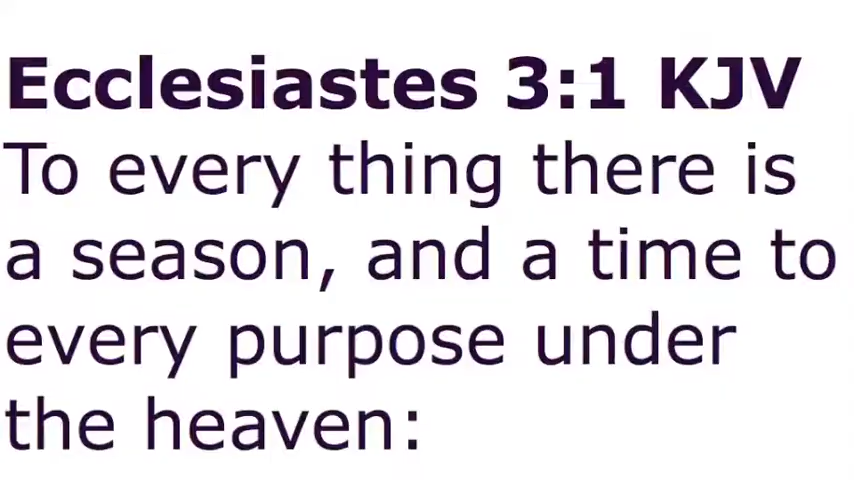 Ecclesiastes 3:1 KJV
To every thing there is
a season, and a time to
every purpose under
the heaven: